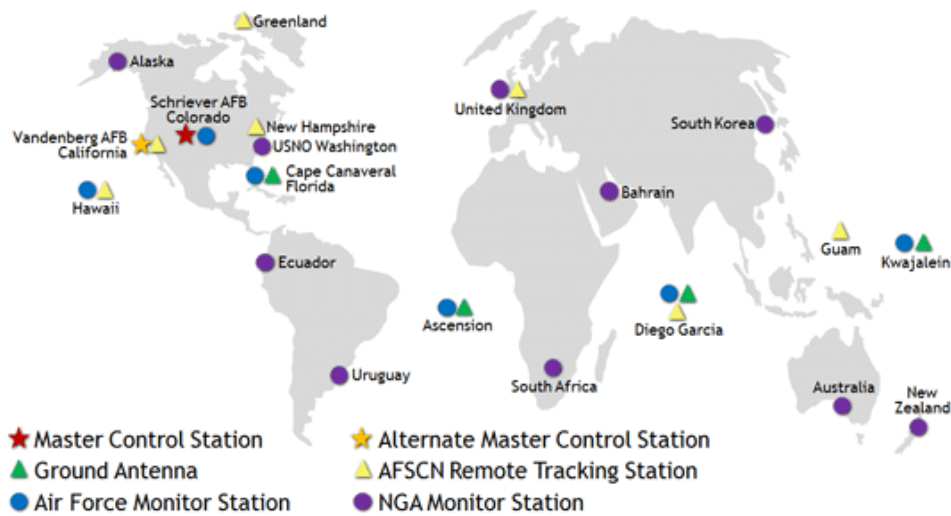 Greenland
Alaska
Schriever AFB
Colorado
United Kingdom
New Hampshire
South Korea
Vandenberg AFB
California
USNO Washington
Cape Canaveral
Florida
Bahrain
Hawaii
Guam
Kwajalein
Ecuador
Ascension
Diego Garcia
Uruguay
South Africa
Australia
New
Zealand
Master Control Station
Alternate Master Control Station
Ground Antenna
AFSCN Remote Tracking Station
Air Force Monitor Station
NGA Monitor Station